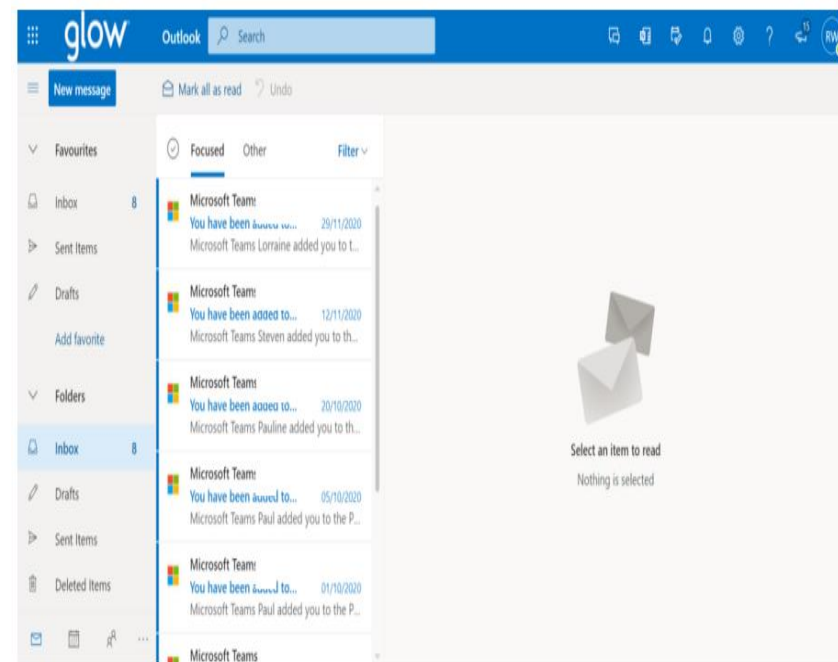 glow
Outlook Search 15 RW
New message Mark all as read Undo
Favourites
Inbox 8
Sent Items
Drafts
Add favorite
Folders
Inbox 8
Drafts
Sent Items
Deleted Items
Focused Other Filter
Microsoft Teams
You have been added to... 29/11/2020
Microsoft Teams Lorraine added you to t...
Microsoft Teams
You have been added to... 12/11/2020
Microsoft Teams Steven added you to th...
Microsoft Teams
You have been added to... 20/10/2020
Microsoft Teams Pauline added you to th...
Microsoft Teams
You have been added to... 05/10/2020
Microsoft Teams Paul added you to the P...
Microsoft Teams
You have been added to... 01/10/2020
Microsoft Teams Paul added you to the P...
Microsoft Teams
Select an item to read
Nothing is selected